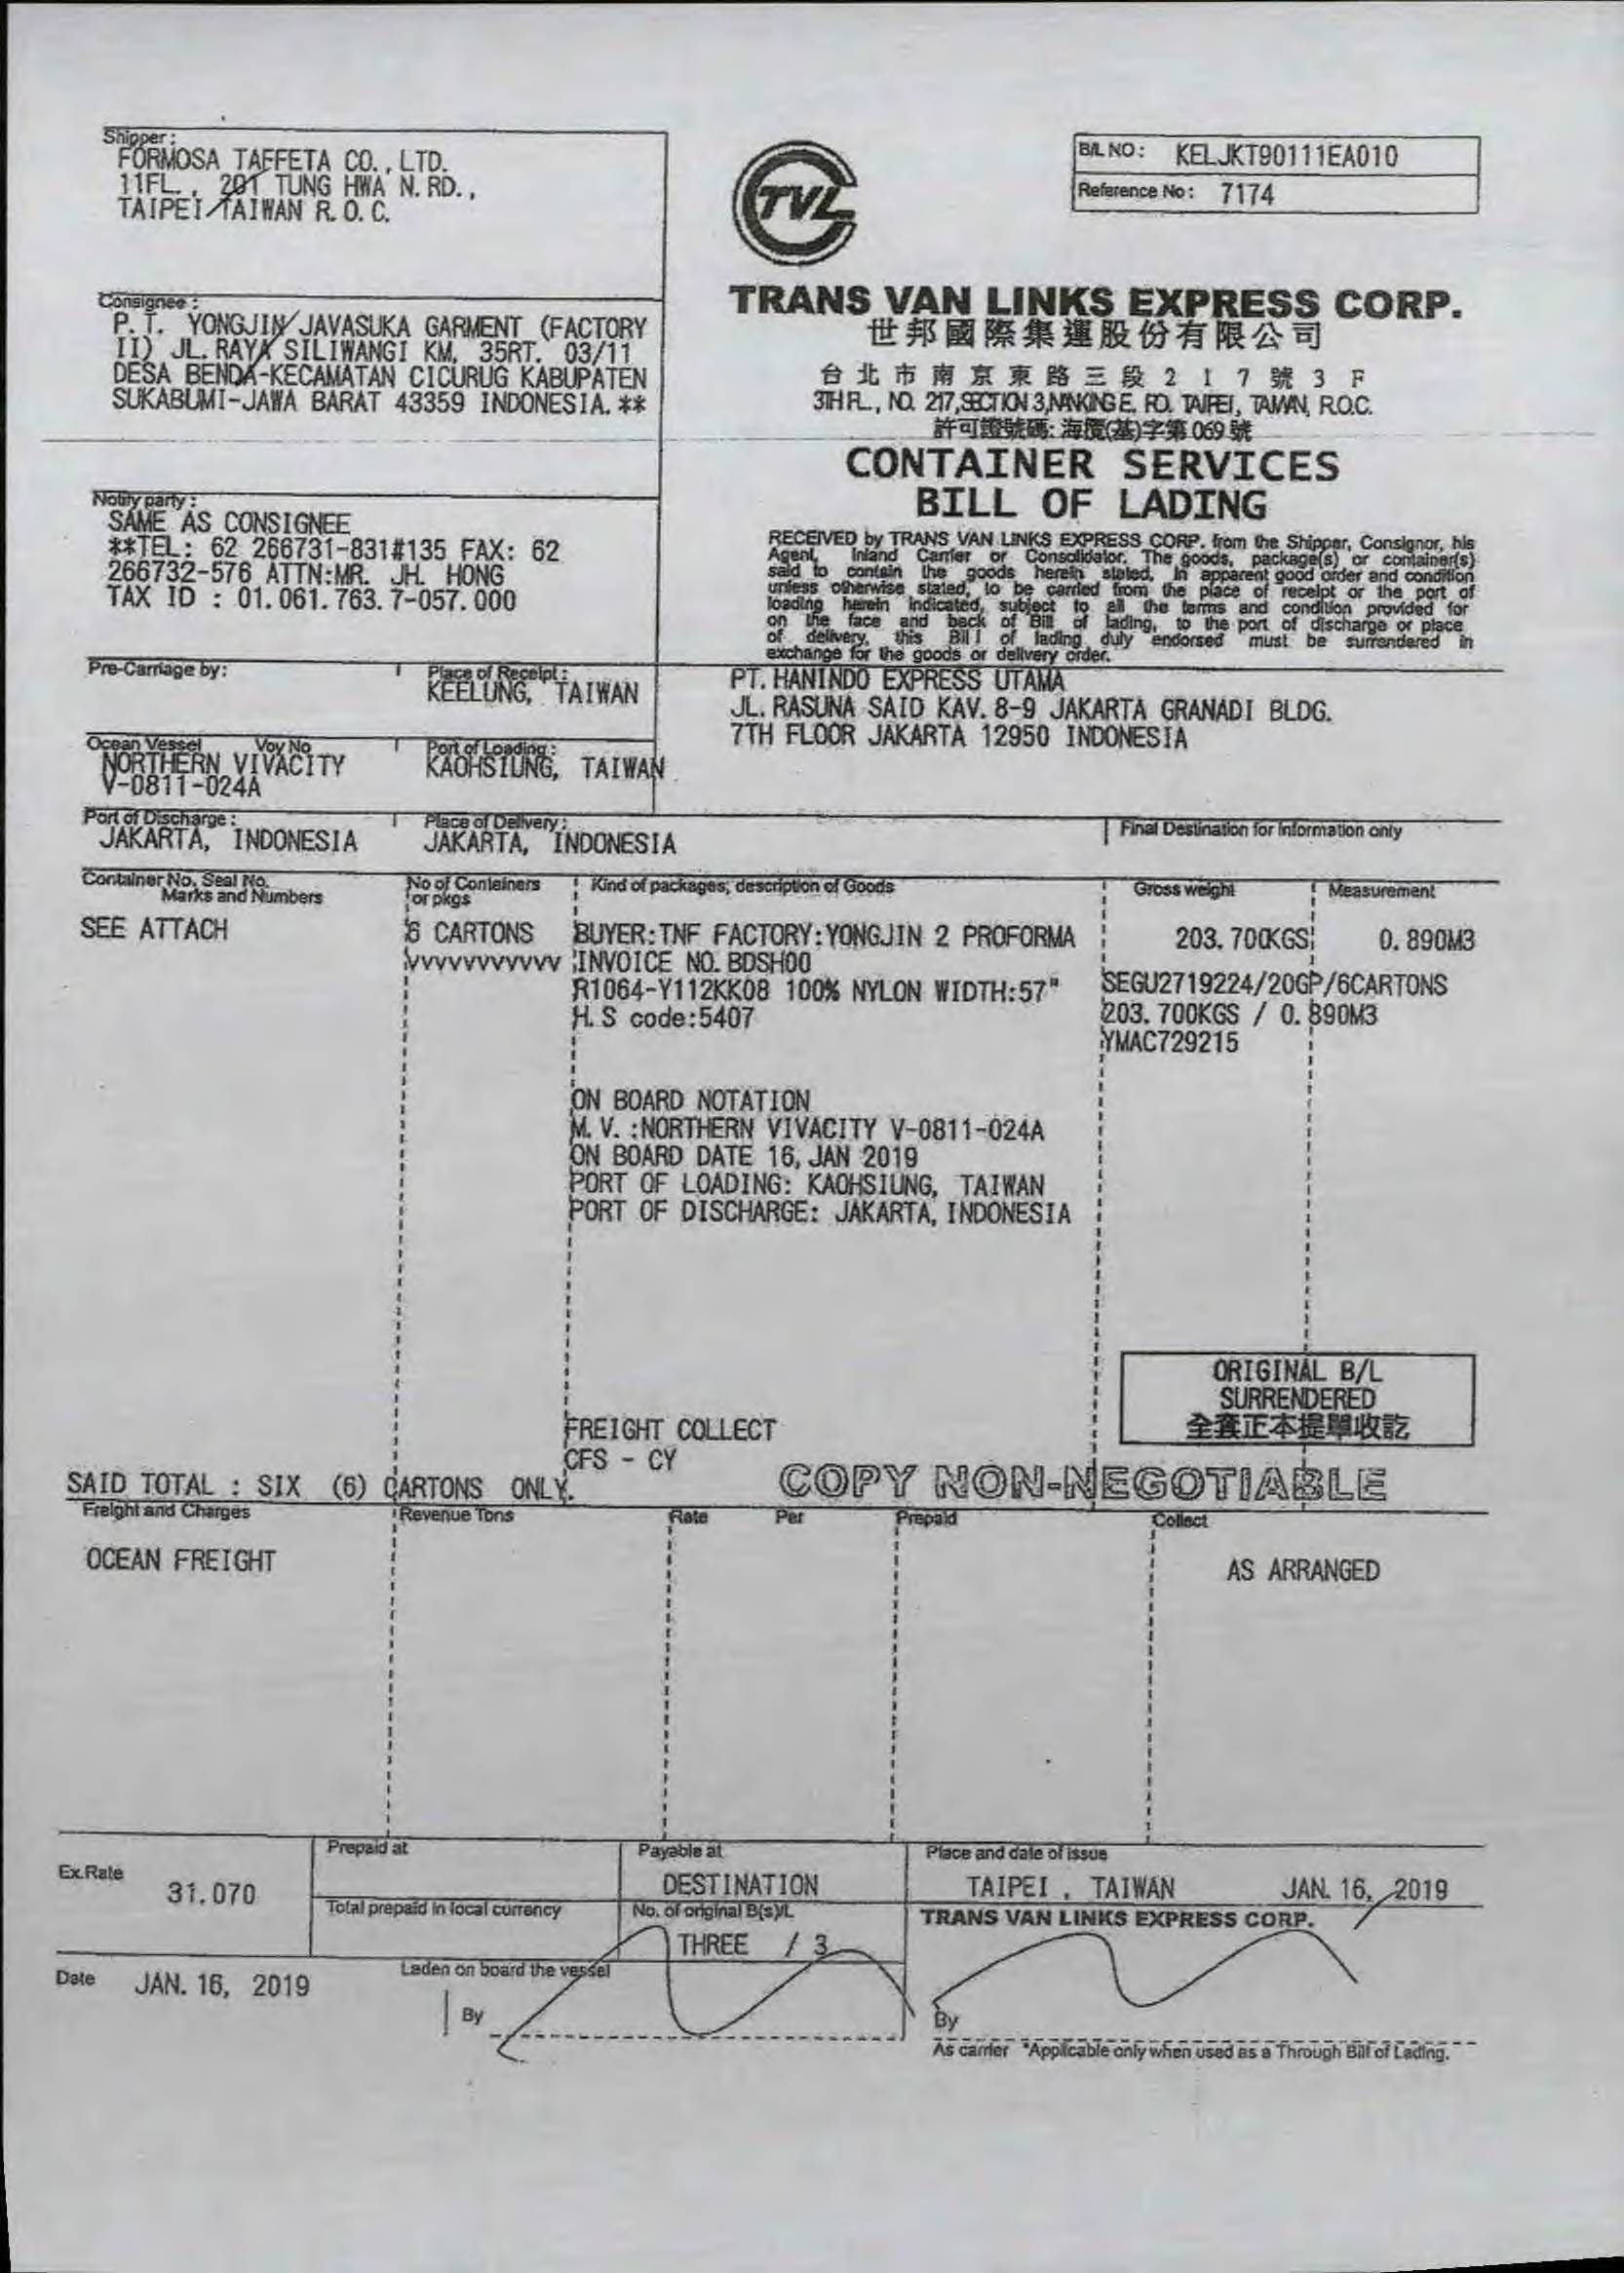 Shipper :
FORMOSA TAFFETA CO., LTD.
11FL., 201 TUNG HWA N. RD.,
TAIPEI TAIWAN R. O. C.
B/L NO : KELJKT90111EA010
Reference No : 7174
TVL
TRANS VAN LINKS EXPRESS CORP.
世邦國際集運股份有限公司
台北市南京東路三段217號3F
3TH FL., NO. 217, SECTION 3, NANKING E. RD. TAIPEI, TAIWAN, R.O.C.
許可證號碼: 海攬(基)字第 069 號
Consignee :
P. T. YONGJIN JAVASUKA GARMENT (FACTORY
II) JL. RAYA SILIWANGI KM, 35RT. 03/11
DESA BENDA-KECAMATAN CICURUG KABUPATEN
SUKABUMI-JAWA BARAT 43359 INDONESIA. **
CONTAINER SERVICES
BILL OF LADING
Notify party :
SAME AS CONSIGNEE
**TEL: 62 266731-831#135 FAX: 62
266732-576 ATTN:MR. JH. HONG
TAX ID : 01. 061. 763. 7-057. 000
RECEIVED by TRANS VAN LINKS EXPRESS CORP. from the Shipper, Consignor, his
Agent, Inland Carrier or Consolidator. The goods, package(s) or container(s)
said to contain the goods herein stated, in apparent good order and condition
unless otherwise stated, to be carried from the place of receipt or the port of
loading herein indicated, subject to all the terms and condition provided for
on the face and back of Bill of lading, to the port of discharge or place
of delivery, this Bill of lading duly endorsed must be surrendered in
exchange for the goods or delivery order.
Pre-Carriage by:
Place of Receipt :
KEELUNG, TAIWAN
PT. HANINDO EXPRESS UTAMA
JL. RASUNA SAID KAV. 8-9 JAKARTA GRANADI BLDG.
7TH FLOOR JAKARTA 12950 INDONESIA
Ocean Vessel Voy No
NORTHERN VIVACITY
V-0811-024A
Port of Loading :
KAOHSIUNG, TAIWAN
Port of Discharge :
JAKARTA, INDONESIA
Place of Delivery :
JAKARTA, INDONESIA
Final Destination for information only
Container No. Seal No.
Marks and Numbers
No of Conteiners
or pkgs
Kind of packages; description of Goods
Gross weight
Measurement
SEE ATTACH
6 CARTONS
vvvvvvvvvvv
BUYER:TNF FACTORY:YONGJIN 2 PROFORMA
INVOICE NO. BDSH00
R1064-Y112KK08 100% NYLON WIDTH:57"
H. S code:5407
203. 700KGS
0. 890M3
SEGU2719224/20GP/6CARTONS
203. 700KGS / 0. 890M3
YMAC729215
ON BOARD NOTATION
M. V. :NORTHERN VIVACITY V-0811-024A
ON BOARD DATE 16, JAN 2019
PORT OF LOADING: KAOHSIUNG, TAIWAN
PORT OF DISCHARGE: JAKARTA, INDONESIA
ORIGINAL B/L
SURRENDERED
全套正本提單收訖
FREIGHT COLLECT
CFS - CY
COPY NON-NEGOTIABLE
SAID TOTAL : SIX (6) CARTONS ONLY.
Freight and Charges
Revenue Tons
Rate
Per
Prepaid
Collect
OCEAN FREIGHT
AS ARRANGED
Ex.Rate
31.070
Prepaid at
Payable at
DESTINATION
Place and date of issue
TAIPEI , TAIWAN JAN. 16, 2019
Total prepaid in local currency
No. of original B(s)/L
THREE / 3
TRANS VAN LINKS EXPRESS CORP.
Date JAN. 16, 2019
Laden on board the vessel
By
By
As carrier *Applicable only when used as a Through Bill of Lading.